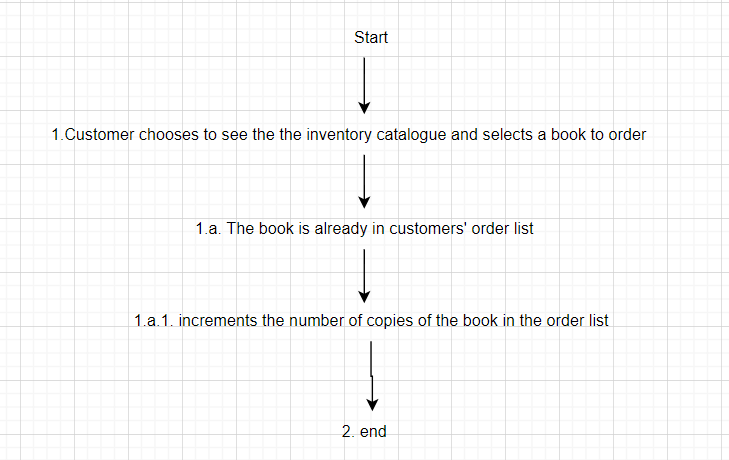 Start
1.Customer chooses to see the the inventory catalogue and selects a book to order
1.a. The book is already in customers' order list
1.a.1. increments the number of copies of the book in the order list
2. end